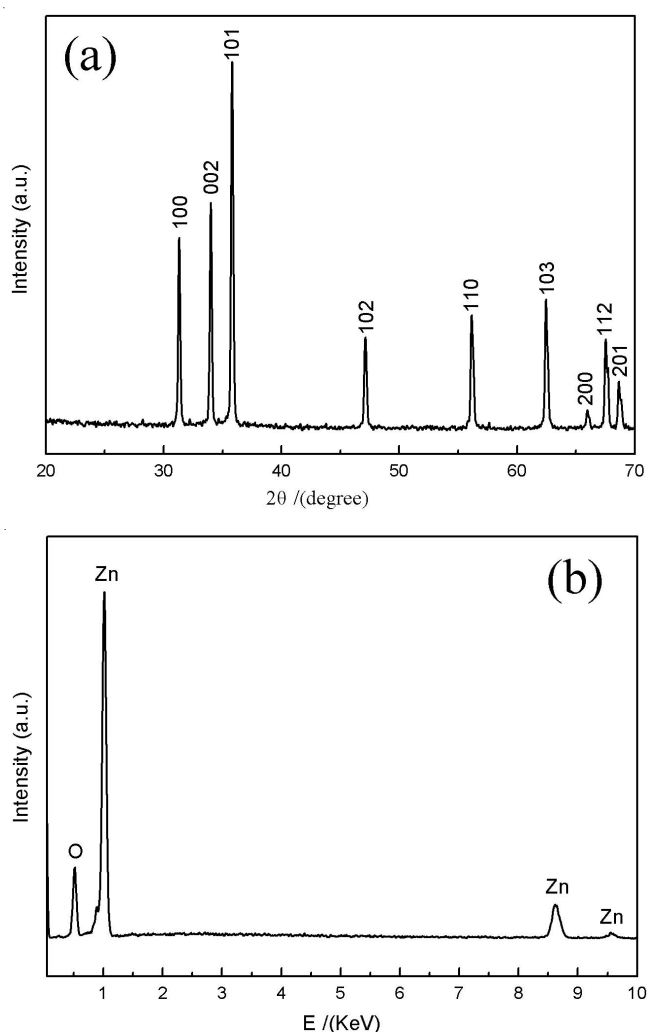 (a)
101
002
100
103
110
112
102
201
200
Intensity (a.u.)
20 30 40 50 60 70
2θ /(degree)
Zn
(b)
O
Zn
Zn
Intensity (a.u.)
1 2 3 4 5 6 7 8 9 10
E /(KeV)